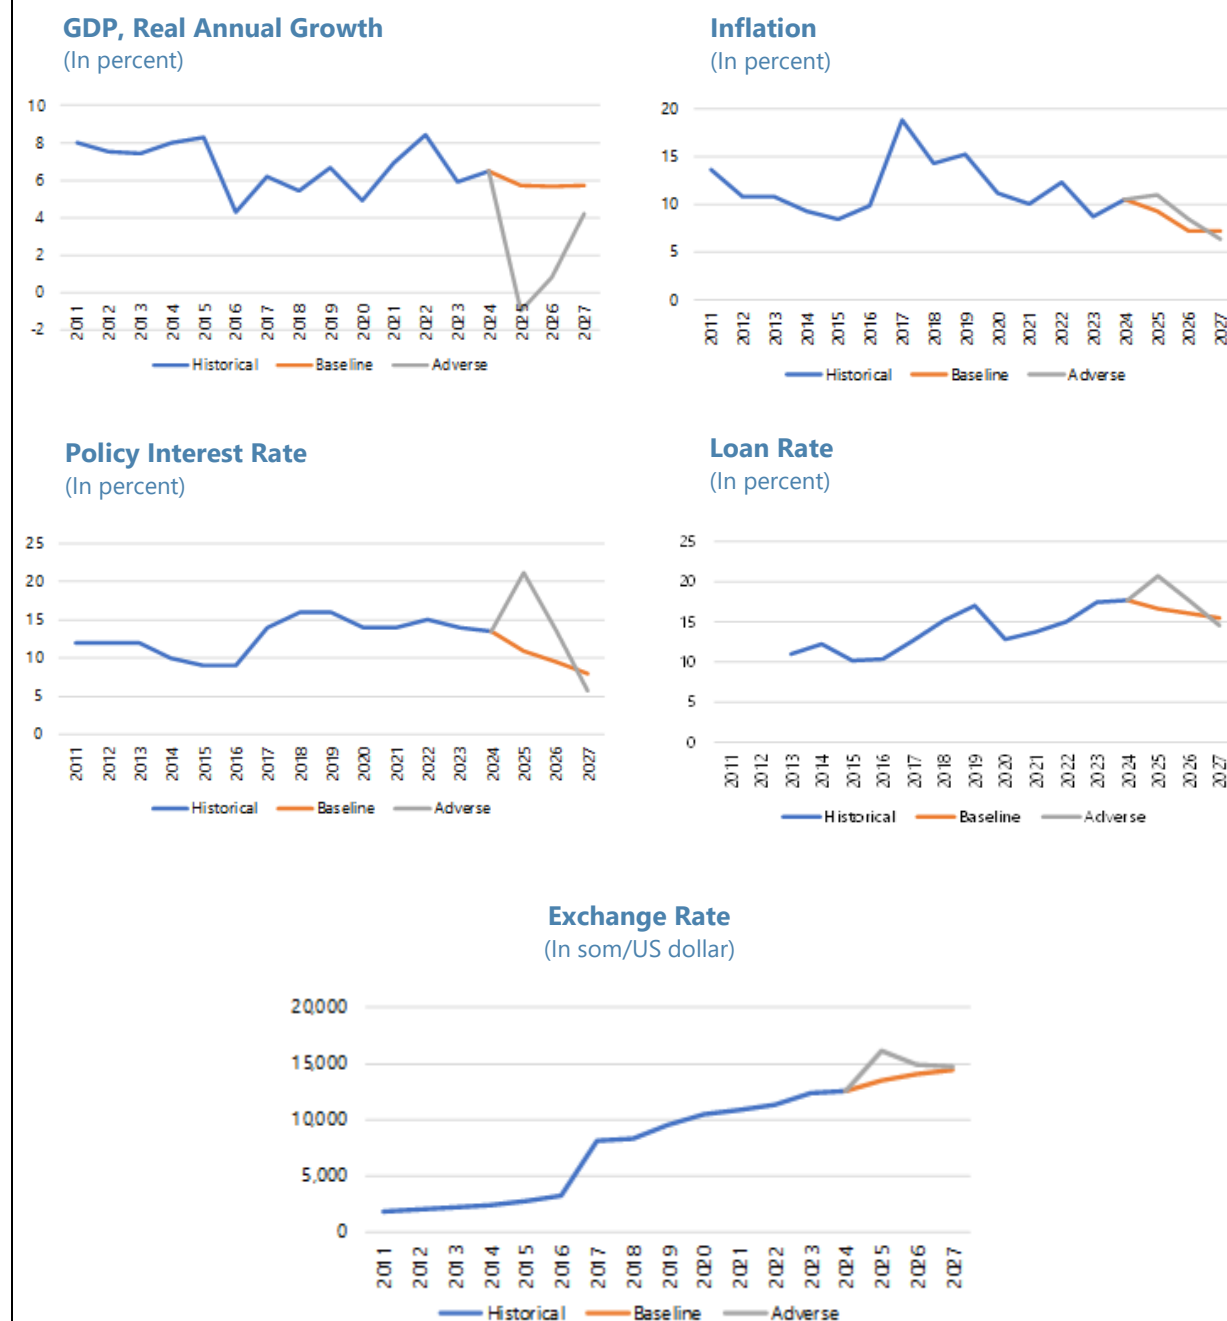 GDP, Real Annual Growth
(In percent)
10
8
6
4
2
0
-2
2011 2012 2013 2014 2015 2016 2017 2018 2019 2020 2021 2022 2023 2024 2025 2026 2027
Historical Baseline Adverse
Inflation
(In percent)
20
15
10
5
0
2011 2012 2013 2014 2015 2016 2017 2018 2019 2020 2021 2022 2023 2024 2025 2026 2027
Historical Baseline Adverse
Policy Interest Rate
(In percent)
25
20
15
10
5
0
2011 2012 2013 2014 2015 2016 2017 2018 2019 2020 2021 2022 2023 2024 2025 2026 2027
Historical Baseline Adverse
Loan Rate
(In percent)
25
20
15
10
5
0
2011 2012 2013 2014 2015 2016 2017 2018 2019 2020 2021 2022 2023 2024 2025 2026 2027
Historical Baseline Adverse
Exchange Rate
(In som/US dollar)
20,000
15,000
10,000
5,000
0
2011 2012 2013 2014 2015 2016 2017 2018 2019 2020 2021 2022 2023 2024 2025 2026 2027
Historical Baseline Adverse